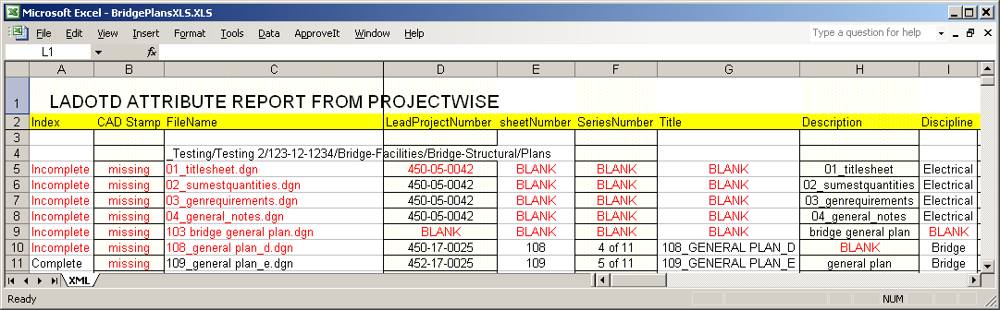 Microsoft Excel - BridgePlansXLS.XLS
File Edit View Insert Format Tools Data ApproveIt Window Help Type a question for help
L1 fx
A B C D E F G H I
1 LADOTD ATTRIBUTE REPORT FROM PROJECTWISE
2 Index CAD Stamp FileName LeadProjectNumber sheetNumber SeriesNumber Title Description Discipline
3
4 _Testing/Testing 2/123-12-1234/Bridge-Facilities/Bridge-Structural/Plans
5 Incomplete missing 01_titlesheet.dgn 450-05-0042 BLANK BLANK BLANK 01_titlesheet Electrical
6 Incomplete missing 02_sumestquantities.dgn 450-05-0042 BLANK BLANK BLANK 02_sumestquantities Electrical
7 Incomplete missing 03_genrequirements.dgn 450-05-0042 BLANK BLANK BLANK 03_genrequirements Electrical
8 Incomplete missing 04_general_notes.dgn 450-05-0042 BLANK BLANK BLANK 04_general_notes Electrical
9 Incomplete missing 103 bridge general plan.dgn BLANK BLANK BLANK BLANK bridge general plan BLANK
10 Incomplete missing 108_general plan_d.dgn 450-17-0025 108 4 of 11 108_GENERAL PLAN_D BLANK Bridge
11 Complete missing 109_general plan_e.dgn 452-17-0025 109 5 of 11 109_GENERAL PLAN_E general plan Bridge
XML
Ready NUM